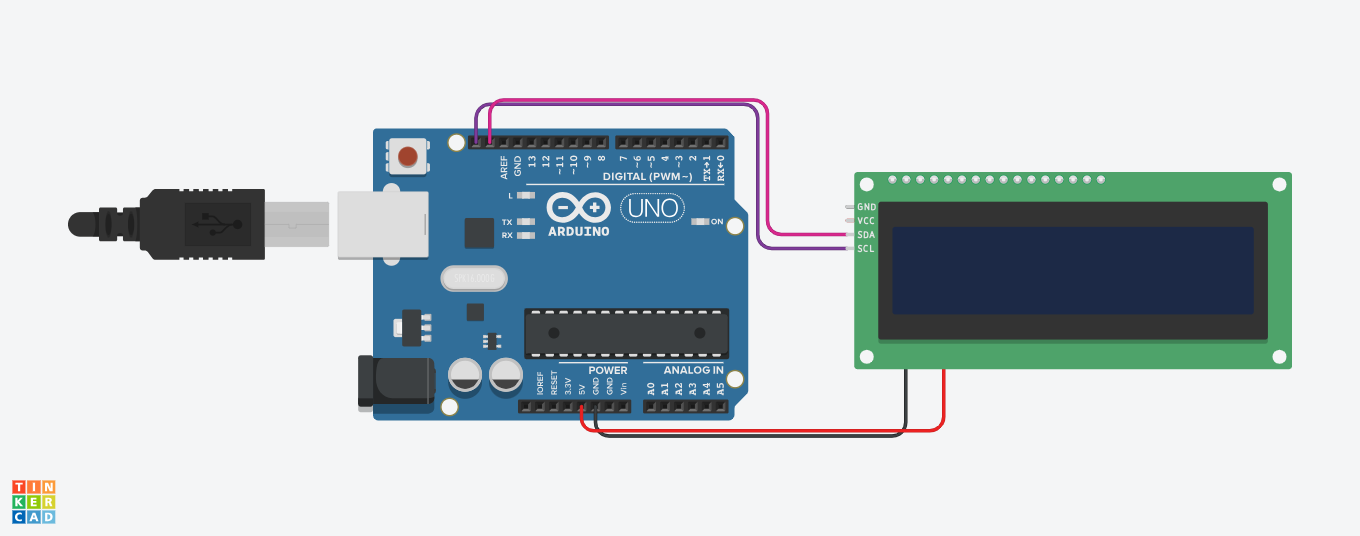 AREF
GND
13
12
~11
~10
~9
8
7
~6
~5
4
~3
2
TX→1
RX←0
DIGITAL (PWM~)
L
TX
RX
ARDUINO
UNO
ON
GND
VCC
SDA
SCL
POWER
ANALOG IN
IOREF
RESET
3.3V
5V
GND
GND
Vin
A0
A1
A2
A3
A4
A5
TIN
KER
CAD